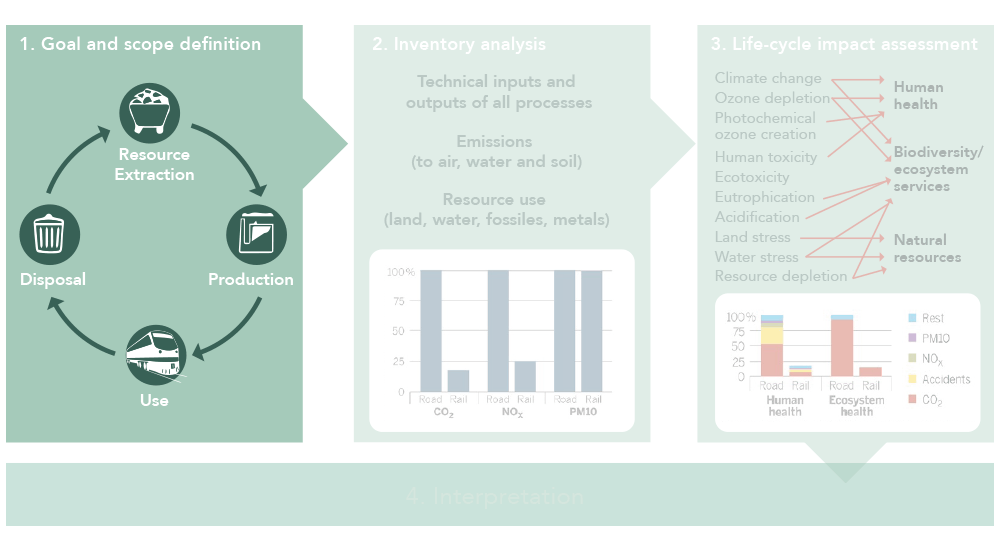 1. Goal and scope definition
Resource
Extraction
Disposal
Production
Use
2. Inventory analysis
Technical inputs and
outputs of all processes
Emissions
(to air, water and soil)
Resource use
(land, water, fossiles, metals)
100%
75
50
25
0
Road Rail Road Rail Road Rail
CO₂ NOₓ PM10
3. Life-cycle impact assessment
Climate change
Ozone depletion
Photochemical
ozone creation
Human toxicity
Ecotoxicity
Eutrophication
Acidification
Land stress
Water stress
Resource depletion
Human
health
Biodiversity/
ecosystem
services
Natural
resources
100%
75
50
25
0
Road Rail Road Rail
Human
health
Ecosystem
health
Rest
PM10
NOₓ
Accidents
CO₂
4. Interpretation